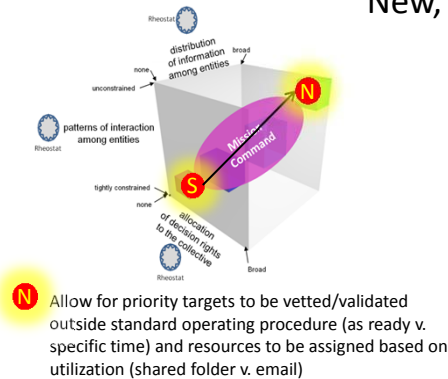 New,
Rheostat
distribution
of information
among entities
broad
none
unconstrained
N
patterns of interaction
among entities
Rheostat
Mission
Command
tightly constrained
S
none
allocation
of decision rights
to the collective
Rheostat
Broad
N Allow for priority targets to be vetted/validated
outside standard operating procedure (as ready v.
specific time) and resources to be assigned based on
utilization (shared folder v. email)